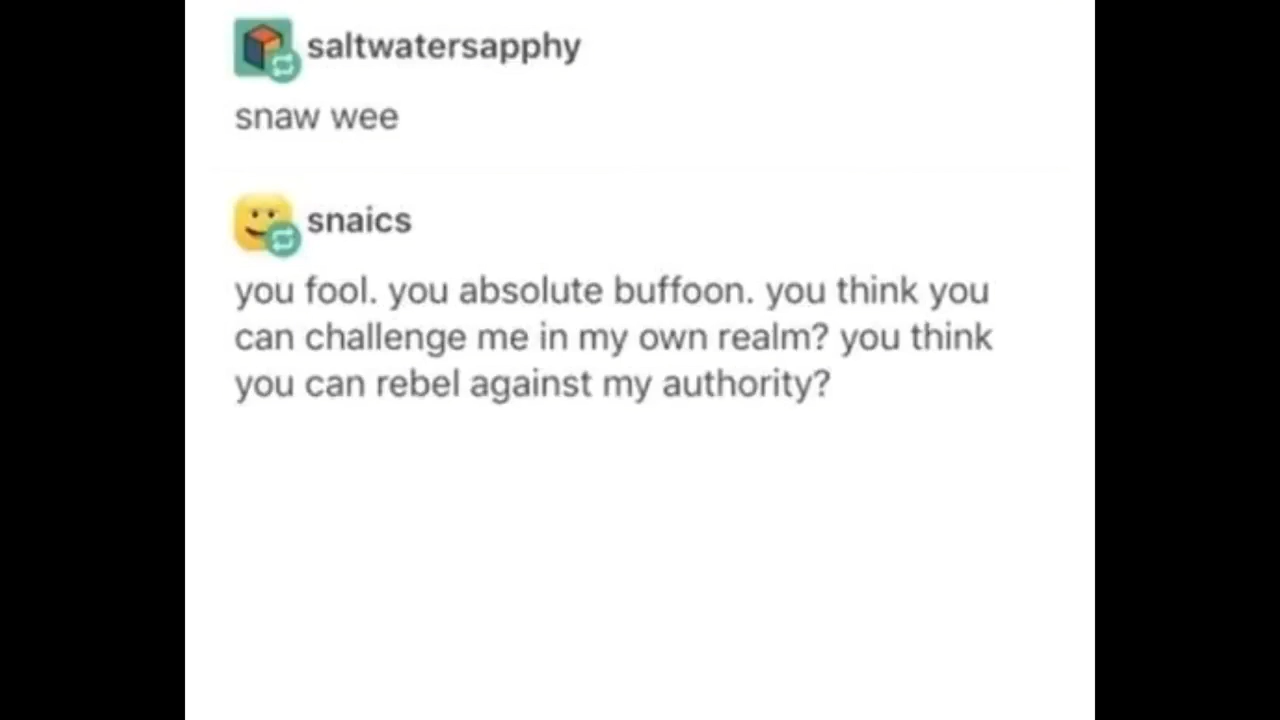 saltwatersapphy
snaw wee
snaics
you fool. you absolute buffoon. you think you
can challenge me in my own realm? you think
you can rebel against my authority?